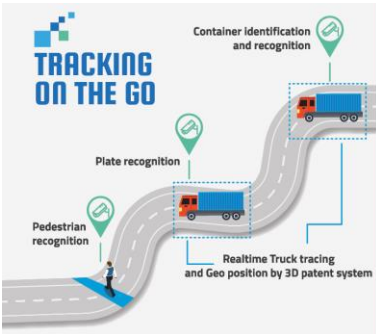 TRACKING
ON THE GO
Container identification
and recognition
Plate recognition
Pedestrian
recognition
Realtime Truck tracing
and Geo position by 3D patent system